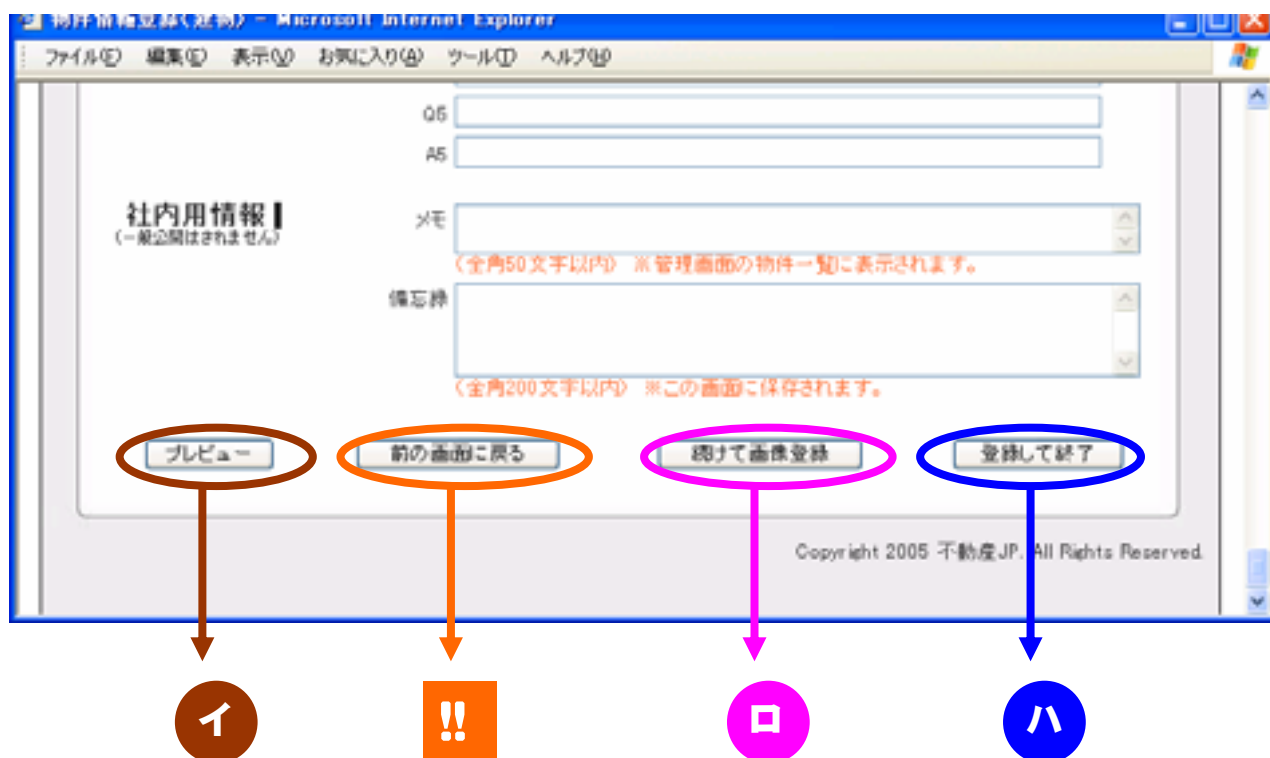 物件情報登録(建物) - Microsoft Internet Explorer
ファイル(F) 編集(E) 表示(V) お気に入り(A) ツール(T) ヘルプ(H)
Q5
A5
社内用情報
(一般公開はされません)
メモ
(全角50文字以内) ※管理画面の物件一覧に表示されます。
備忘録
(全角200文字以内) ※この画面に保存されます。
プレビュー 前の画面に戻る 続けて画像登録 登録して終了
Copyright 2005 不動産JP. All Rights Reserved.
イ !! ロ ハ